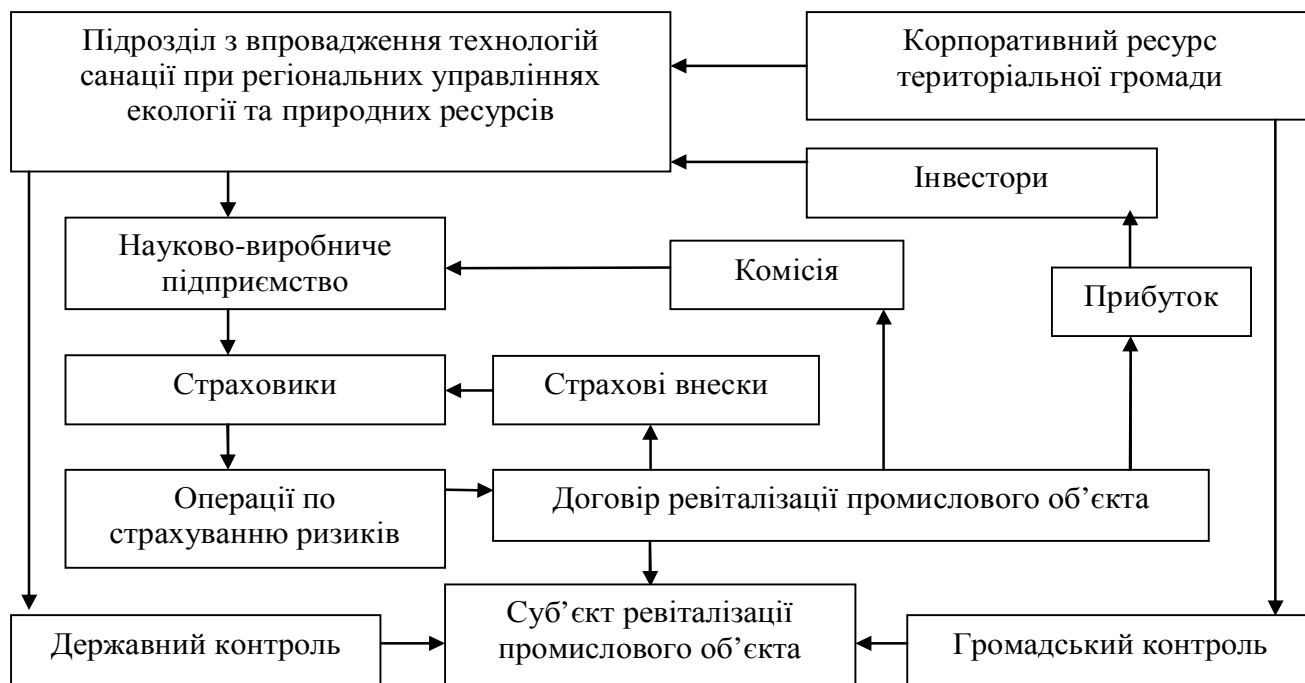 Підрозділ з впровадження технологій
санації при регіональних управліннях
екології та природних ресурсів
Корпоративний ресурс
територіальної громади
Інвестори
Науково-виробниче
підприємство
Комісія
Прибуток
Страховики
Страхові внески
Операції по
страхуванню ризиків
Договір ревіталізації промислового об’єкта
Державний контроль
Суб’єкт ревіталізації
промислового об’єкта
Громадський контроль